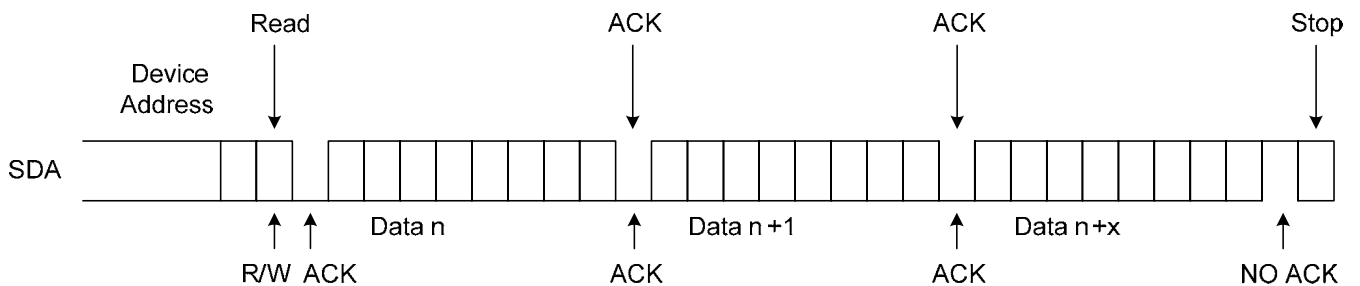 Read ACK ACK Stop
Device
Address
SDA
Data n Data n+1 Data n+x
R/W ACK ACK ACK NO ACK